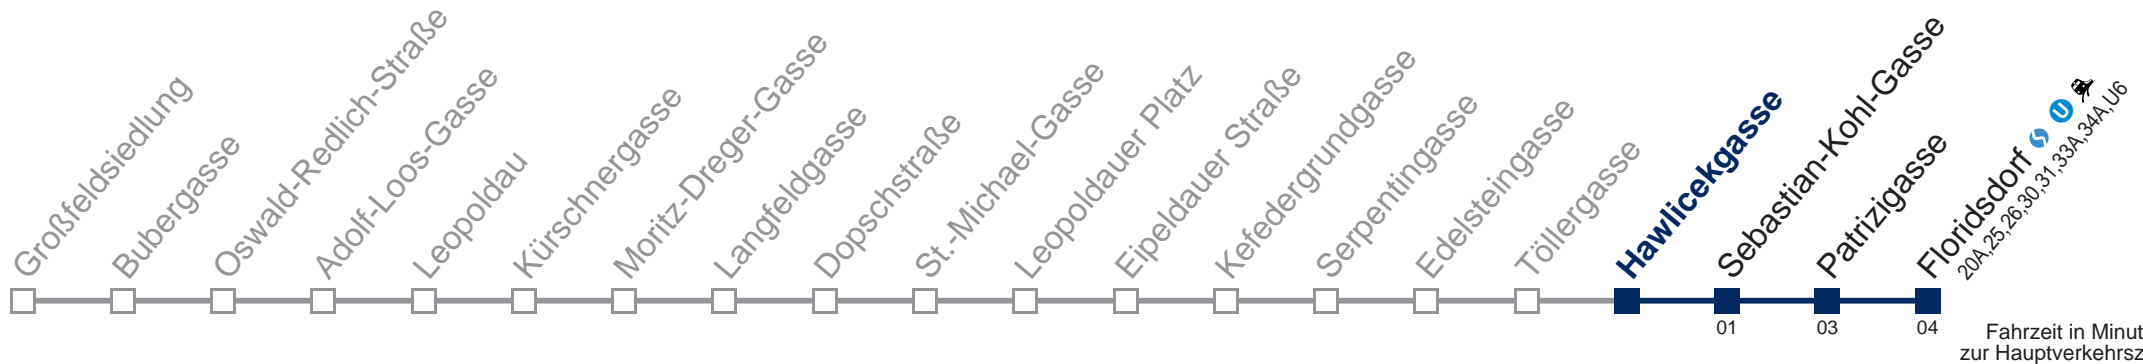 Großfeldsiedlung
Bubergasse
Oswald-Redlich-Straße
Adolf-Loos-Gasse
Leopoldau
Kürschnergasse
Moritz-Dreger-Gasse
Langfeldgasse
Dopschstraße
St.-Michael-Gasse
Leopoldauer Platz
Eipeldauer Straße
Kefedergrundgasse
Serpentingasse
Edelsteingasse
Töllergasse
Hawlicekgasse
Sebastian-Kohl-Gasse
Patrizigasse
Floridsdorf S U
20A,25,26,30,31,33A,34A,U6
01
03
04
Fahrzeit in Minut
zur Hauptverkehrsz